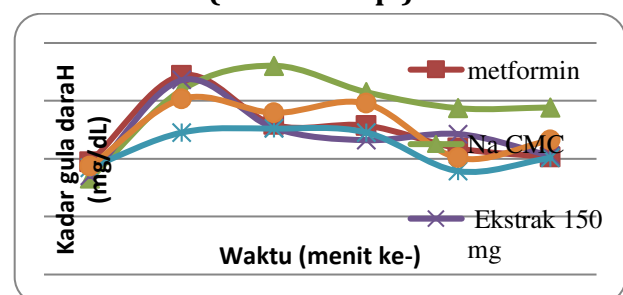 Kadar gula daraH
(mg/dL)
metformin
Na CMC
Ekstrak 150
mg
Waktu (menit ke-)